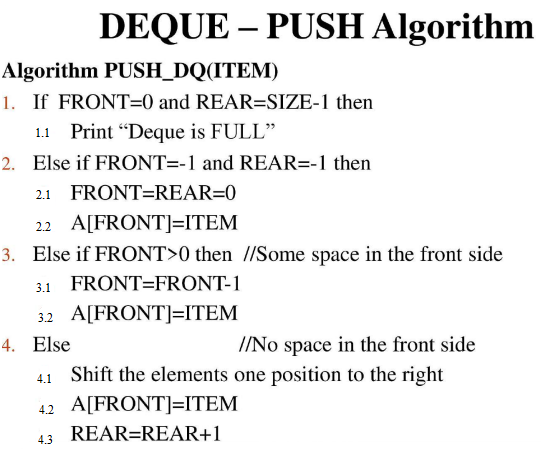 DEQUE – PUSH Algorithm
Algorithm PUSH_DQ(ITEM)
1. If FRONT=0 and REAR=SIZE-1 then
1.1 Print “Deque is FULL”
2. Else if FRONT=-1 and REAR=-1 then
2.1 FRONT=REAR=0
2.2 A[FRONT]=ITEM
3. Else if FRONT>0 then //Some space in the front side
3.1 FRONT=FRONT-1
3.2 A[FRONT]=ITEM
4. Else //No space in the front side
4.1 Shift the elements one position to the right
4.2 A[FRONT]=ITEM
4.3 REAR=REAR+1